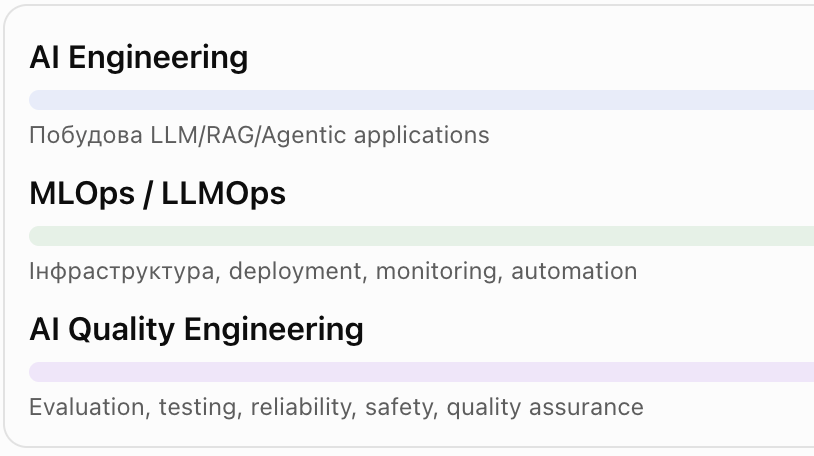 AI Engineering
Побудова LLM/RAG/Agentic applications
MLOps / LLMOps
Інфраструктура, deployment, monitoring, automation
AI Quality Engineering
Evaluation, testing, reliability, safety, quality assurance